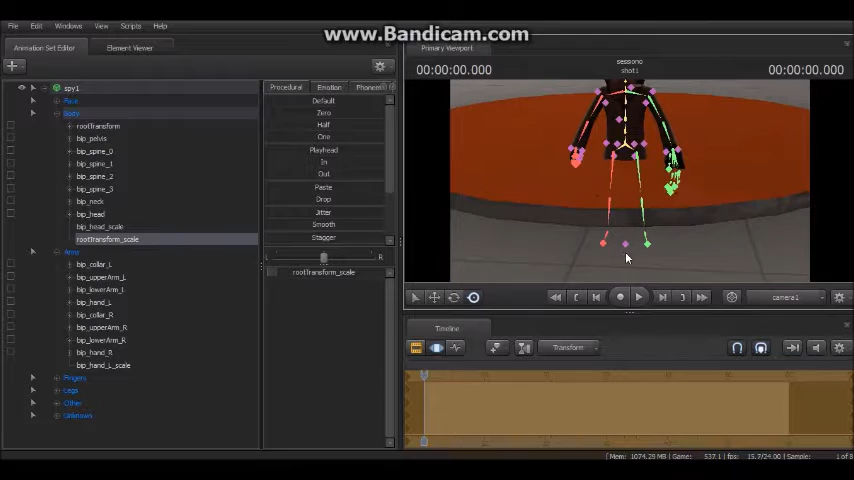 www.Bandicam.com
File Edit Windows View Scripts Help
Animation Set Editor Element Viewer
Primary Viewport
session0
shot1
00:00:00.000 00:00:00.000
spy1
Face
Body
rootTransform
bip_pelvis
bip_spine_0
bip_spine_1
bip_spine_2
bip_spine_3
bip_neck
bip_head
bip_head_scale
rootTransform_scale
Arms
bip_collar_L
bip_upperArm_L
bip_lowerArm_L
bip_hand_L
bip_collar_R
bip_upperArm_R
bip_lowerArm_R
bip_hand_R
bip_hand_L_scale
Fingers
Legs
Other
Unknown
Procedural Emotion Phonem
Default
Zero
Half
One
Playhead
In
Out
Paste
Drop
Jitter
Smooth
Stagger
L R
rootTransform_scale
camera1
Timeline
Transform
[ Mem: 1074.29 MB | Game: 537.1 | fps: 15.7/24.00 | Sample: 1 of 8